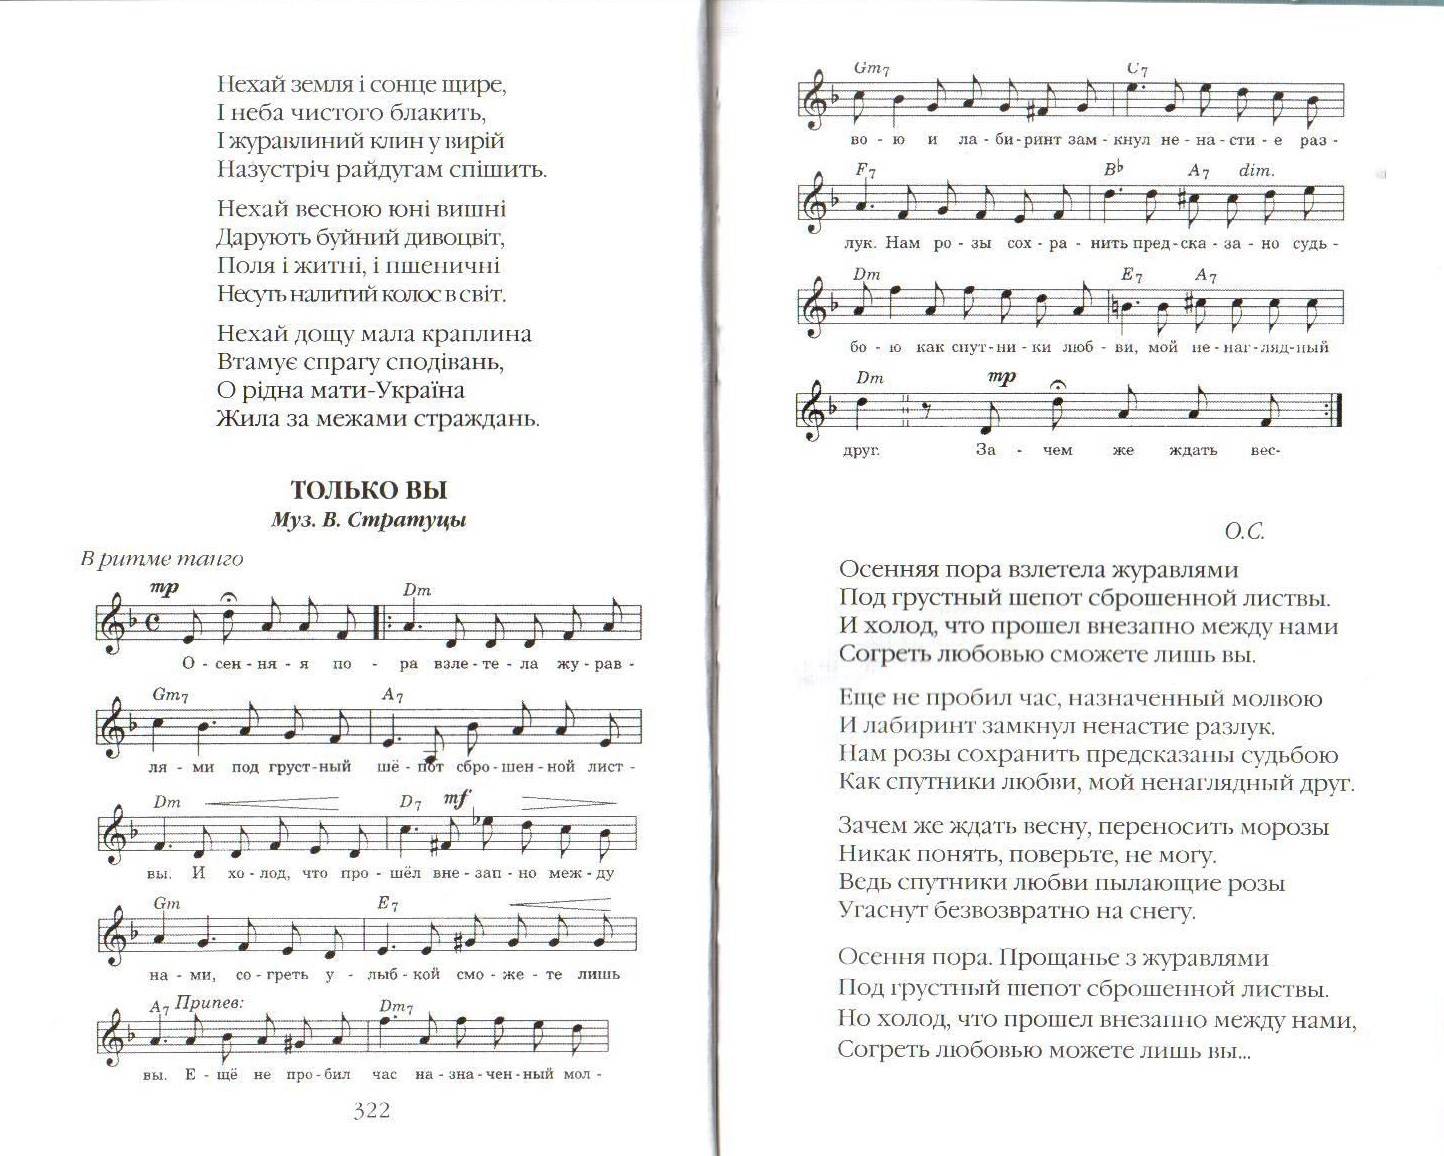 Нехай земля і сонце щире,
І неба чистого блакить,
І журавлиний клин у вирій
Назустріч райдугам спішить.
Нехай весною юні вишні
Дарують буйний дивоцвіт,
Поля і житні, і пшеничні
Несуть налитий колос в світ.
Нехай дощу мала краплина
Втамує спрагу сподівань,
О рідна мати-Україна
Жила за межами страждань.
ТОЛЬКО ВЫ
Муз. В. Стратуцы
В ритме танго
mp Dm
О - сен - ня - я по - ра взле - те - ла жу - рав -
Gm7 A7
ля - ми под груст-ный шё - пот сбро - шен - ной лист -
Dm D7 mf
вы. И хо - лод, что про - шёл вне - зап - но меж - ду
Gm E7
на - ми, со - греть у - лыб - кой смо - же - те лишь
A7 Припев: Dm7
вы. Е - щё не про - бил час на - зна - чен - ный мол -
322
Gm7 C7
во - ю и ла - би - ринт зам - кнул не - на - сти - е раз -
F7 B♭ A7 dim.
лук. Нам ро - зы сох - ра - нить пред - ска - за - но судь -
Dm E7 A7
бо - ю как спут - ни - ки люб - ви, мой не - наг - ляд - ный
Dm mp
друг. За - чем же ждать вес-
О.С.
Осенняя пора взлетела журавлями
Под грустный шепот сброшенной листвы.
И холод, что прошел внезапно между нами
Согреть любовью сможете лишь вы.
Еще не пробил час, назначенный молвою
И лабиринт замкнул ненастие разлук.
Нам розы сохранить предсказаны судьбою
Как спутники любви, мой ненаглядный друг.
Зачем же ждать весну, переносить морозы
Никак понять, поверьте, не могу.
Ведь спутники любви пылающие розы
Угаснут безвозвратно на снегу.
Осення пора. Прощанье з журавлями
Под грустный шепот сброшенной листвы.
Но холод, что прошел внезапно между нами,
Согреть любовью можете лишь вы...